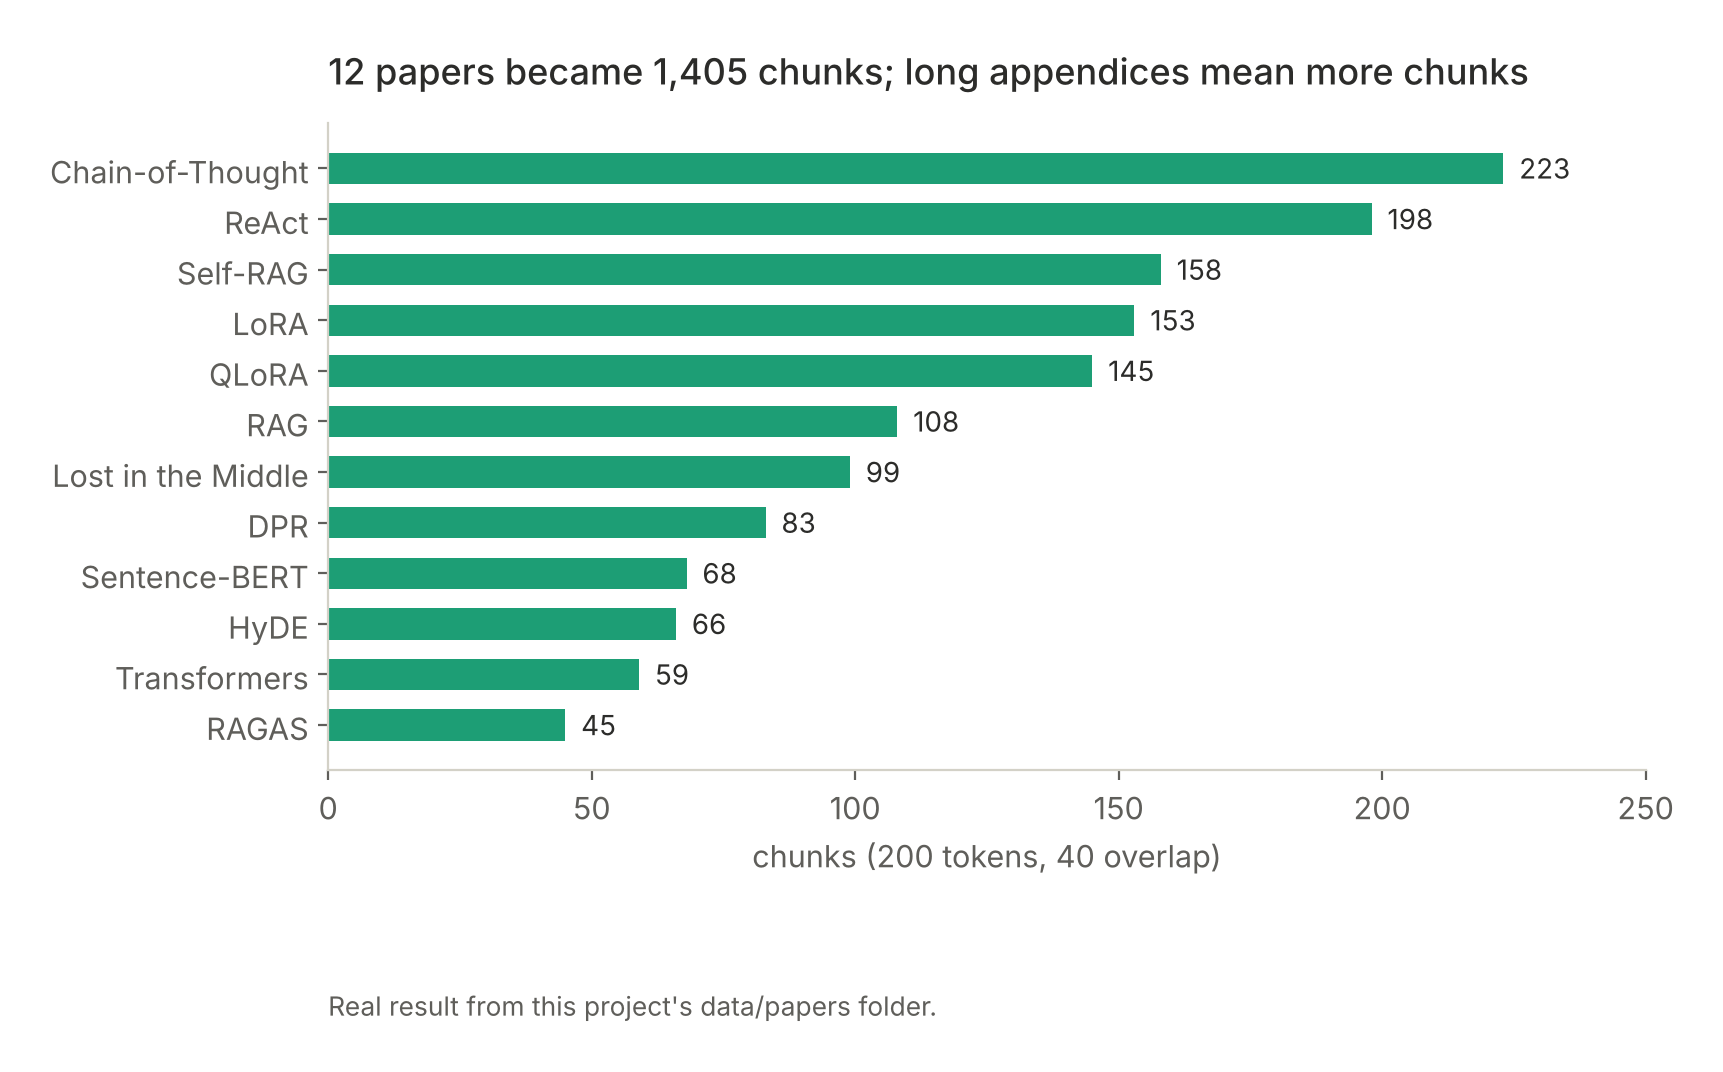 12 papers became 1,405 chunks; long appendices mean more chunks
Chain-of-Thought 223
ReAct 198
Self-RAG 158
LoRA 153
QLoRA 145
RAG 108
Lost in the Middle 99
DPR 83
Sentence-BERT 68
HyDE 66
Transformers 59
RAGAS 45
0 50 100 150 200 250
chunks (200 tokens, 40 overlap)
Real result from this project's data/papers folder.